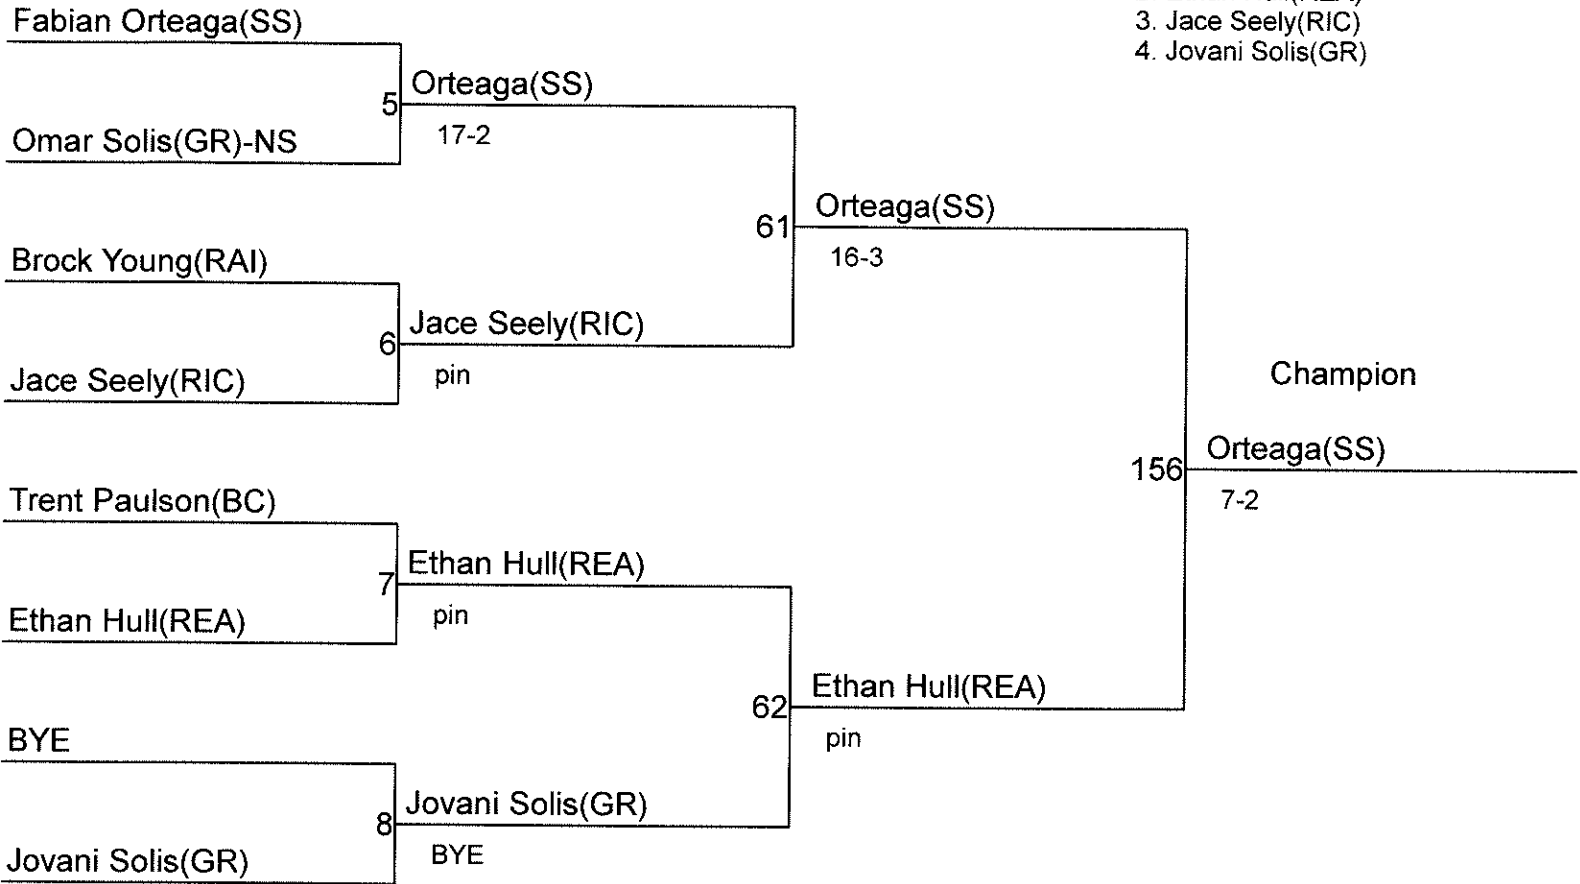 3. Jace Seely(RIC)
4. Jovani Solis(GR)
Fabian Orteaga(SS)
5
Orteaga(SS)
17-2
Omar Solis(GR)-NS
61
Orteaga(SS)
16-3
Brock Young(RAI)
6
Jace Seely(RIC)
pin
Jace Seely(RIC)
Champion
156
Orteaga(SS)
7-2
Trent Paulson(BC)
7
Ethan Hull(REA)
pin
Ethan Hull(REA)
62
Ethan Hull(REA)
pin
BYE
8
Jovani Solis(GR)
BYE
Jovani Solis(GR)